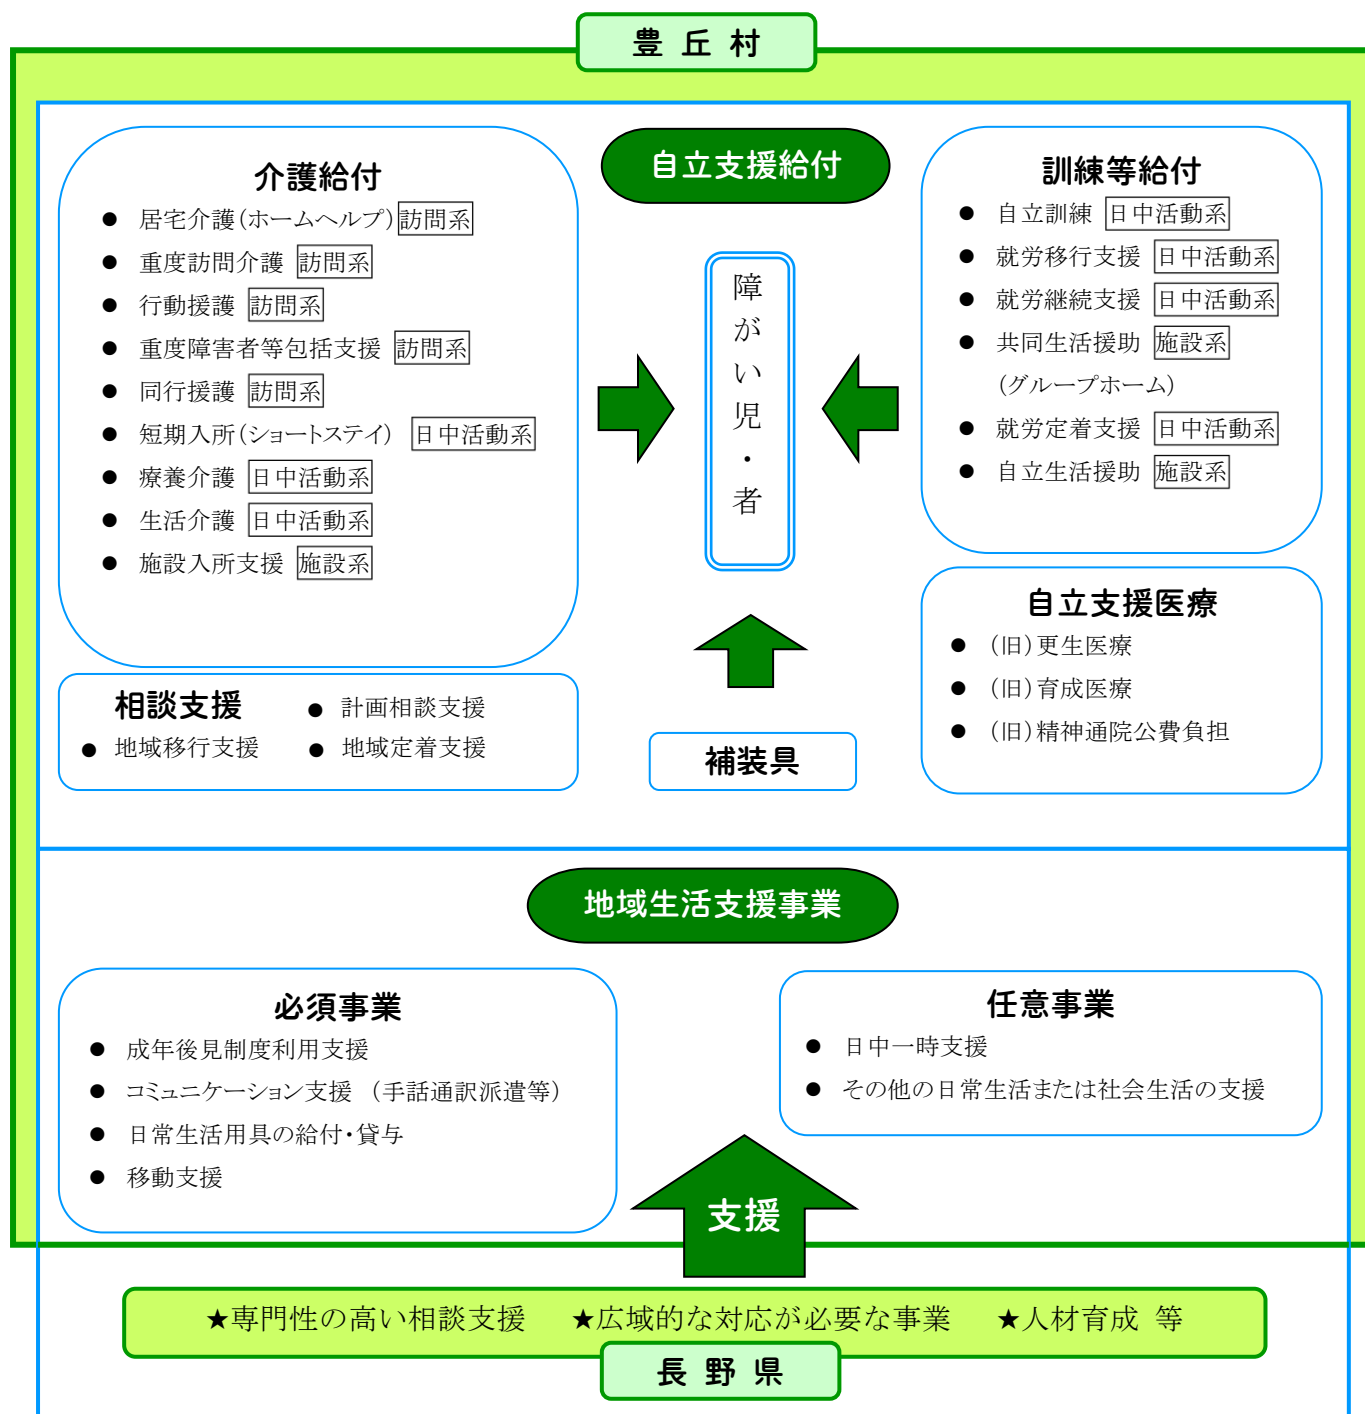 豊 丘 村
自立支援給付
介護給付
● 居宅介護(ホームヘルプ) 訪問系
● 重度訪問介護 訪問系
● 行動援護 訪問系
● 重度障害者等包括支援 訪問系
● 同行援護 訪問系
● 短期入所(ショートステイ) 日中活動系
● 療養介護 日中活動系
● 生活介護 日中活動系
● 施設入所支援 施設系
障がい児・者
訓練等給付
● 自立訓練 日中活動系
● 就労移行支援 日中活動系
● 就労継続支援 日中活動系
● 共同生活援助 施設系
(グループホーム)
● 就労定着支援 日中活動系
● 自立生活援助 施設系
相談支援 ● 計画相談支援
● 地域移行支援 ● 地域定着支援
補装具
自立支援医療
● (旧)更生医療
● (旧)育成医療
● (旧)精神通院公費負担
地域生活支援事業
必須事業
● 成年後見制度利用支援
● コミュニケーション支援 (手話通訳派遣等)
● 日常生活用具の給付・貸与
● 移動支援
任意事業
● 日中一時支援
● その他の日常生活または社会生活の支援
支援
★専門性の高い相談支援 ★広域的な対応が必要な事業 ★人材育成 等
長 野 県